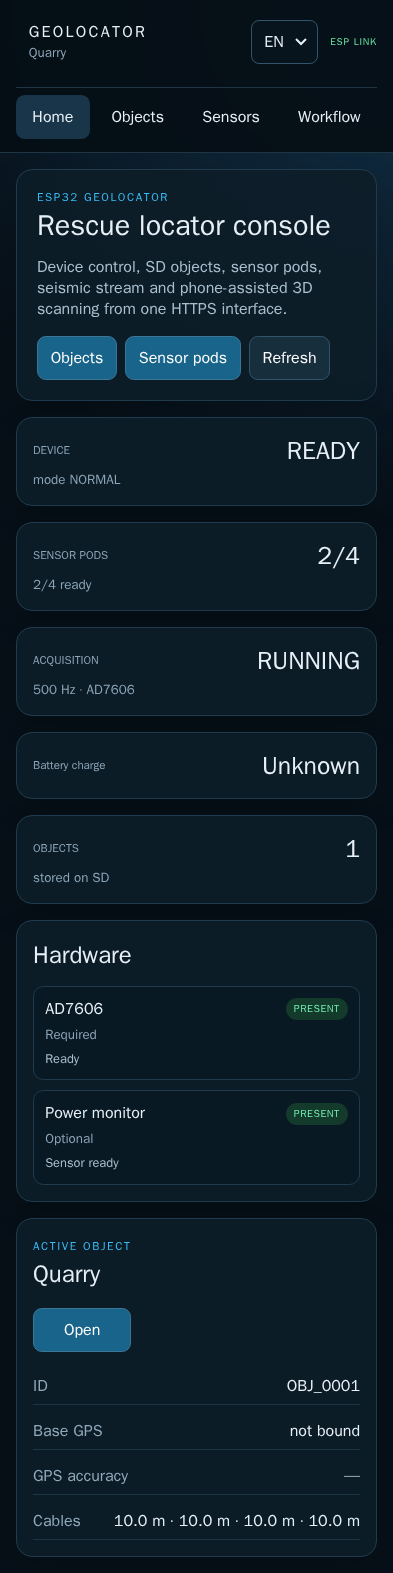 GEOLOCATOR
Quarry
EN
ESP LINK
Home
Objects
Sensors
Workflow
ESP32 GEOLOCATOR
Rescue locator console
Device control, SD objects, sensor pods,
seismic stream and phone-assisted 3D
scanning from one HTTPS interface.
Objects
Sensor pods
Refresh
DEVICE
READY
mode NORMAL
SENSOR PODS
2/4
2/4 ready
ACQUISITION
RUNNING
500 Hz · AD7606
Battery charge
Unknown
OBJECTS
1
stored on SD
Hardware
AD7606
PRESENT
Required
Ready
Power monitor
PRESENT
Optional
Sensor ready
ACTIVE OBJECT
Quarry
Open
ID
OBJ_0001
Base GPS
not bound
GPS accuracy
—
Cables
10.0 m · 10.0 m · 10.0 m · 10.0 m